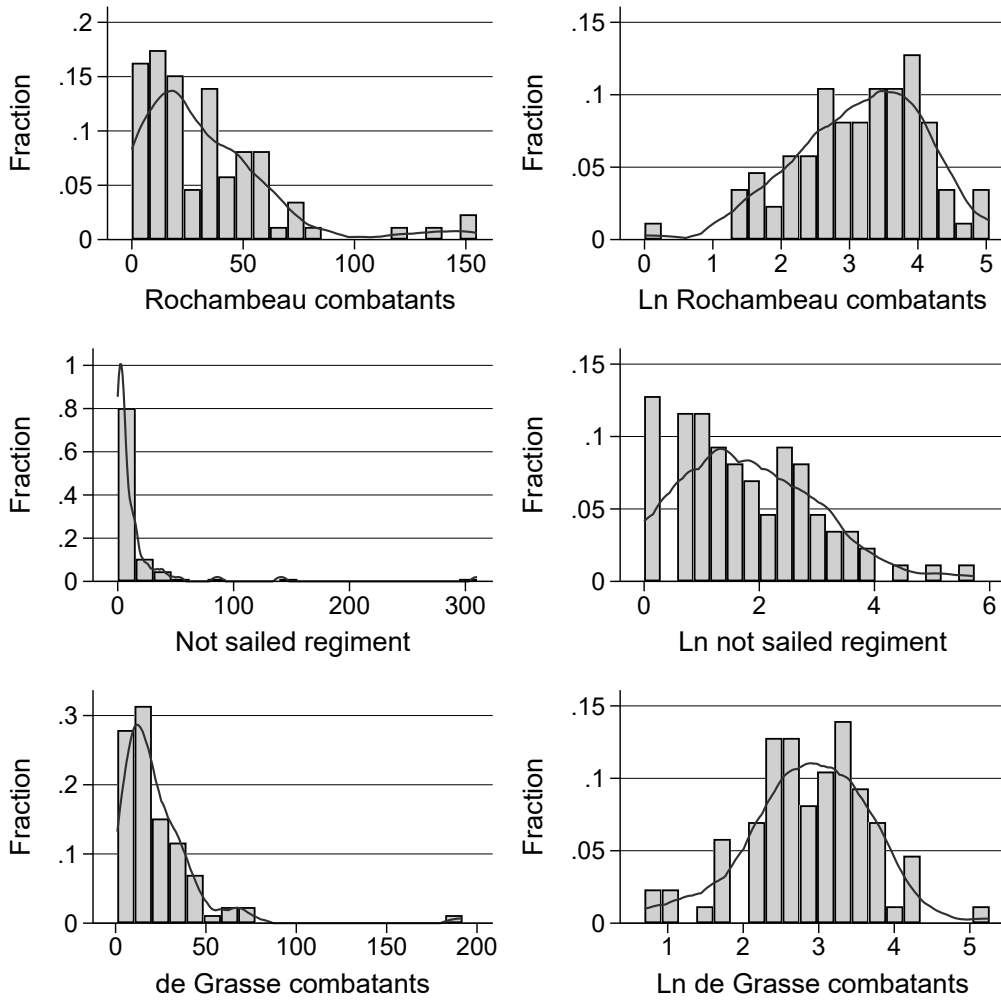 .2
.15
.1
.05
0
Fraction
0 50 100 150
Rochambeau combatants
.15
.1
.05
0
Fraction
0 1 2 3 4 5
Ln Rochambeau combatants
1
.8
.6
.4
.2
0
Fraction
0 100 200 300
Not sailed regiment
.15
.1
.05
0
Fraction
0 2 4 6
Ln not sailed regiment
.3
.2
.1
0
Fraction
0 50 100 150 200
de Grasse combatants
.15
.1
.05
0
Fraction
1 2 3 4 5
Ln de Grasse combatants